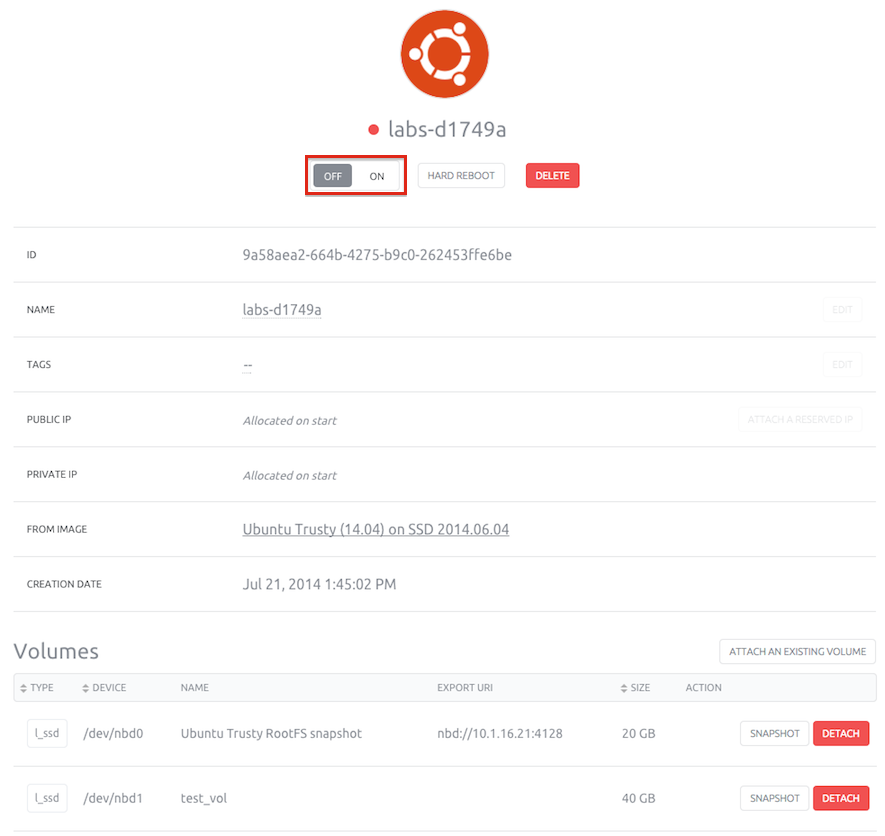 labs-d1749a
OFF ON HARD REBOOT DELETE
ID 9a58aea2-664b-4275-b9c0-262453ffe6be
NAME labs-d1749a EDIT
TAGS -- EDIT
PUBLIC IP Allocated on start ATTACH A RESERVED IP
PRIVATE IP Allocated on start
FROM IMAGE Ubuntu Trusty (14.04) on SSD 2014.06.04
CREATION DATE Jul 21, 2014 1:45:02 PM
Volumes ATTACH AN EXISTING VOLUME
TYPE DEVICE NAME EXPORT URI SIZE ACTION
l_ssd /dev/nbd0 Ubuntu Trusty RootFS snapshot nbd://10.1.16.21:4128 20 GB SNAPSHOT DETACH
l_ssd /dev/nbd1 test_vol 40 GB SNAPSHOT DETACH